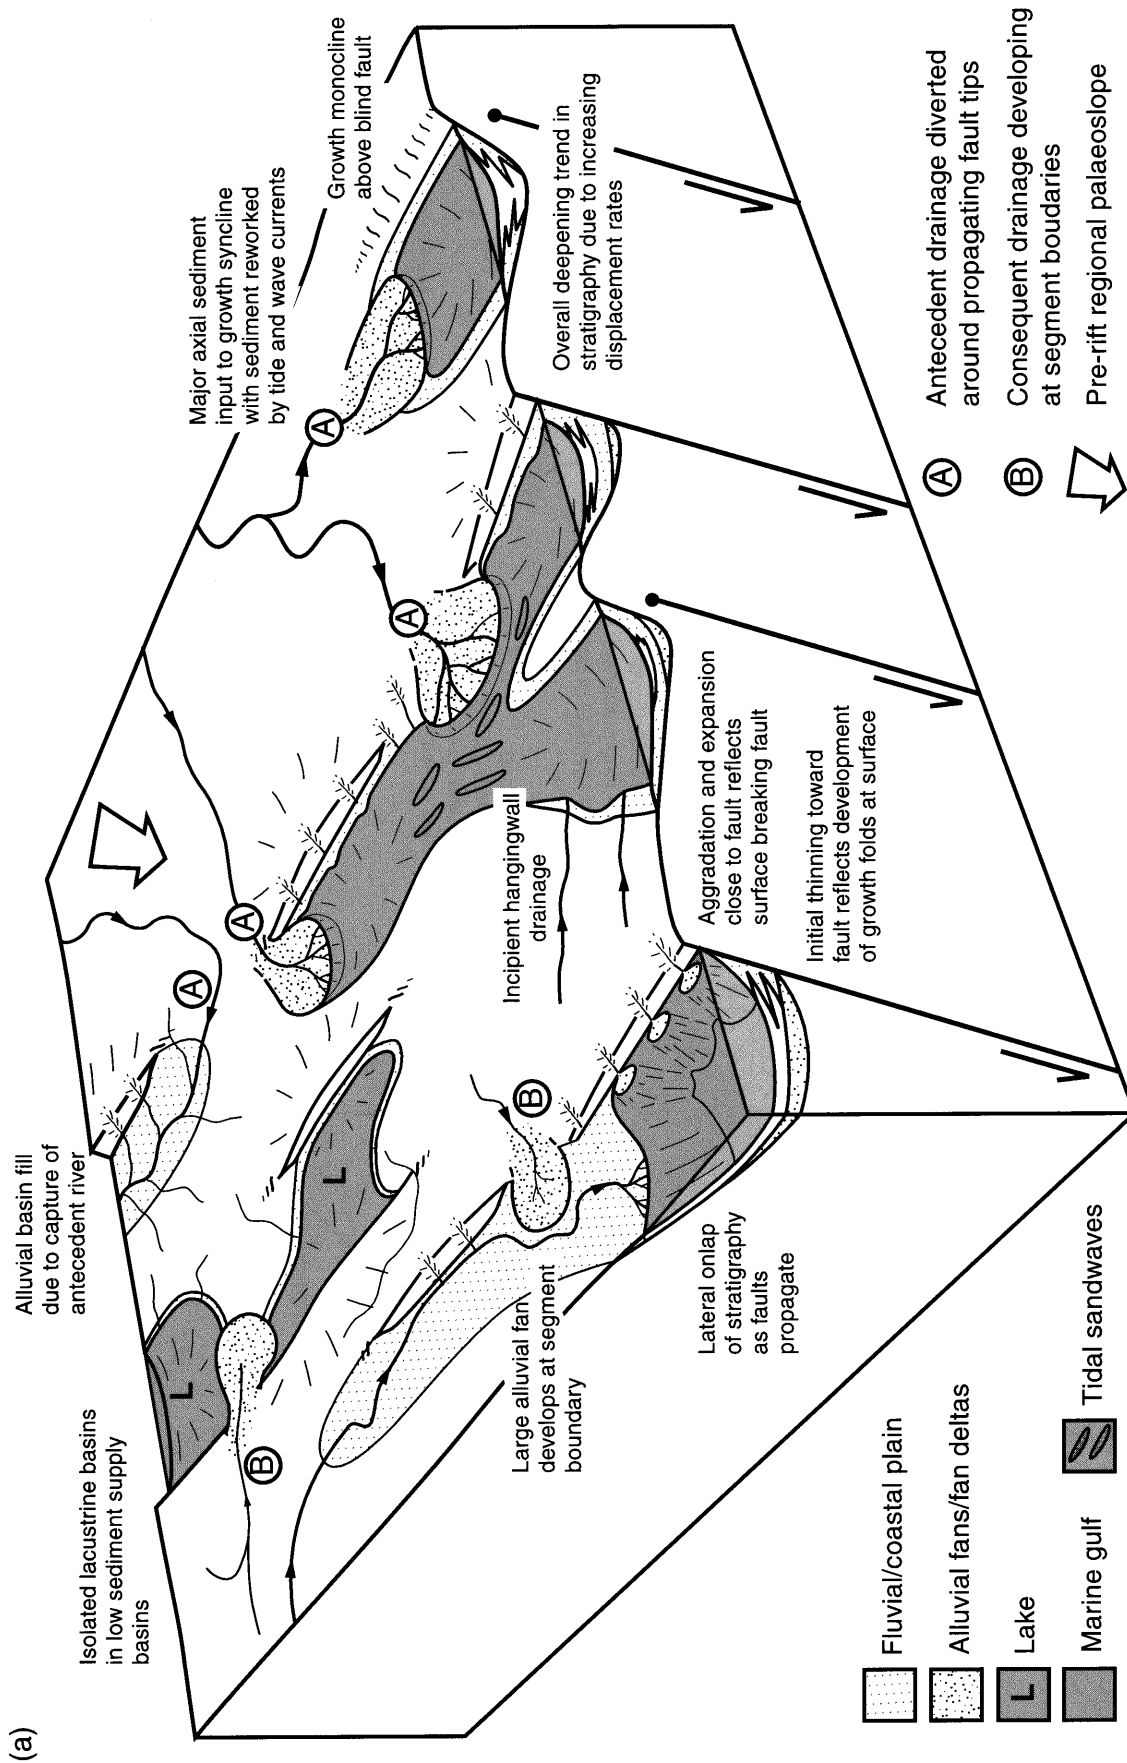 (a)
Isolated lacustrine basins
in low sediment supply
basins
Alluvial basin fill
due to capture of
antecedent river
Major axial sediment
input to growth syncline
with sediment reworked
by tide and wave currents
Growth monocline
above blind fault
L
B
A
A
A
A
L
B
Incipient hangingwall
drainage
Large alluvial fan
develops at segment
boundary
Lateral onlap
of stratigraphy
as faults
propagate
Aggradation and expansion
close to fault reflects
surface breaking fault
Initial thinning toward
fault reflects development
of growth folds at surface
Overall deepening trend in
stratigraphy due to increasing
displacement rates
Fluvial/coastal plain
Alluvial fans/fan deltas
L Lake
Marine gulf
Tidal sandwaves
A Antecedent drainage diverted
around propagating fault tips
B Consequent drainage developing
at segment boudaries
Pre-rift regional palaeoslope